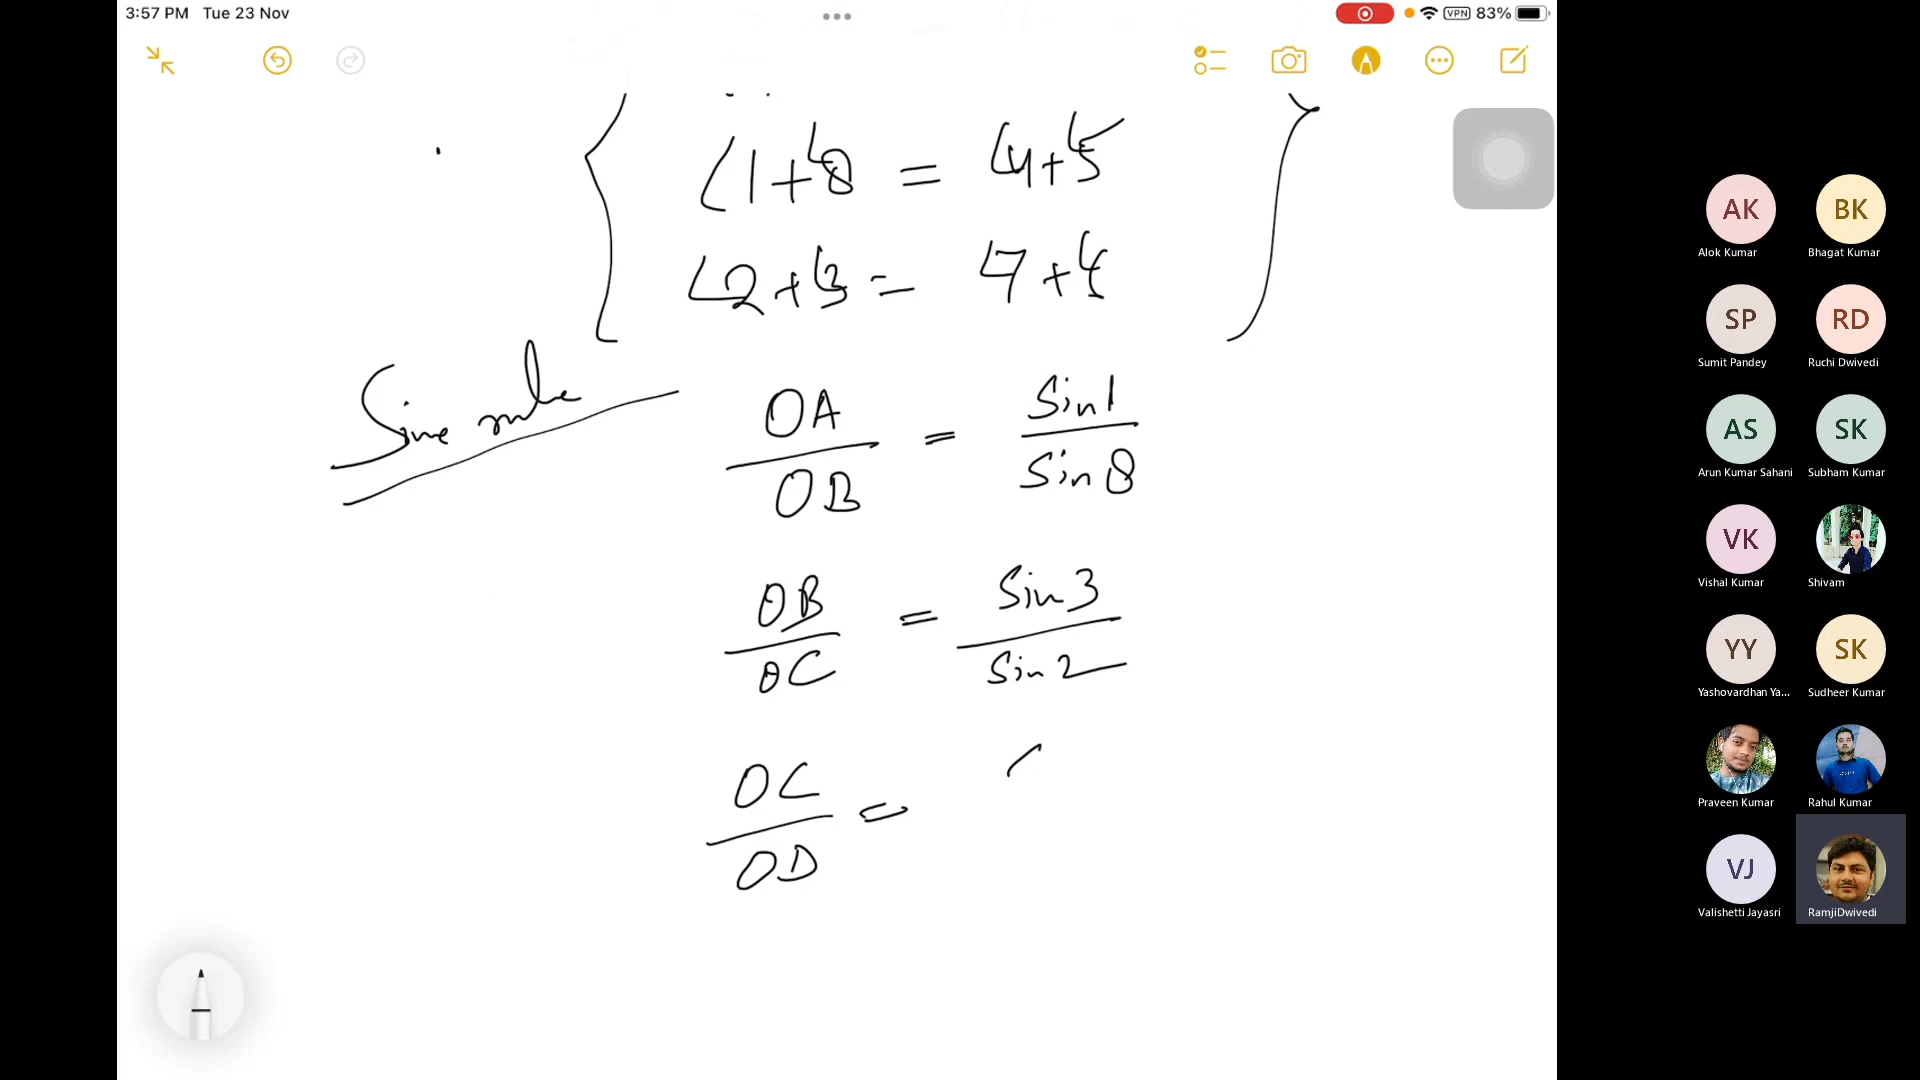 3:57 PM Tue 23 Nov
VPN 83%
∠1+∠8 = ∠4+∠5
∠2+∠3 = ∠7+∠
Sine rule
OA/OB = Sin1/Sin8
OB/OC = Sin3/Sin2
OC/OD =
AK
Alok Kumar
BK
Bhagat Kumar
SP
Sumit Pandey
RD
Ruchi Dwivedi
AS
Arun Kumar Sahani
SK
Subham Kumar
VK
Vishal Kumar
Shivam
YY
Yashovardhan Ya...
SK
Sudheer Kumar
Praveen Kumar
Rahul Kumar
VJ
Valishetti Jayasri
RamjiDwivedi